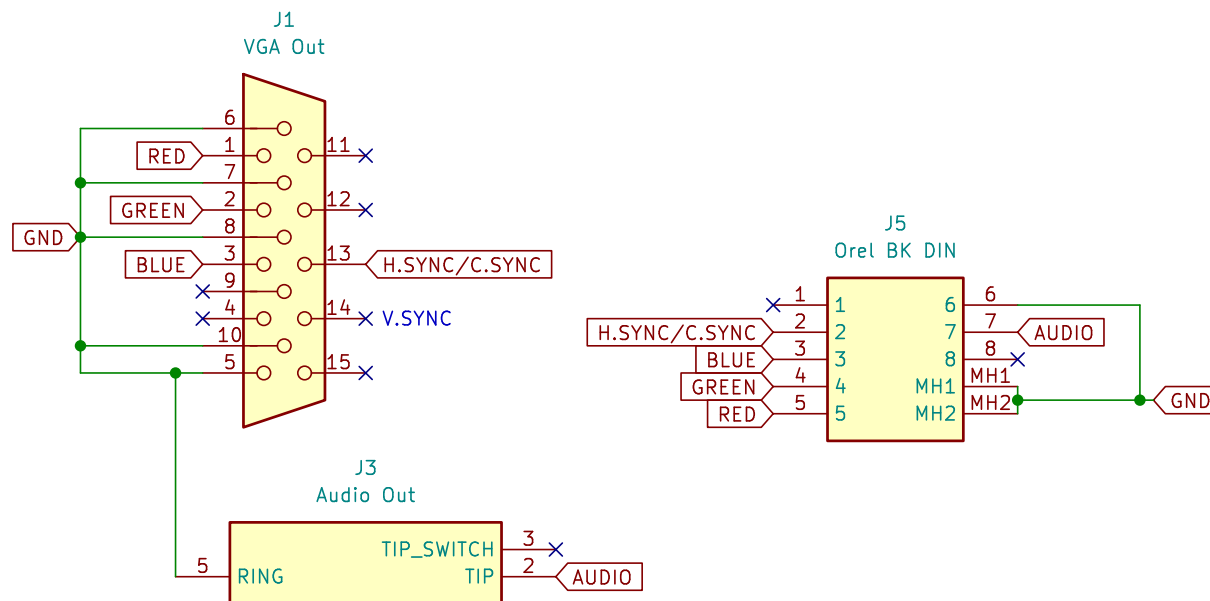 J1
VGA Out
6
1
RED
7
2
GREEN
8
GND
3
BLUE
9
4
10
5
11
12
13
H.SYNC/C.SYNC
14
V.SYNC
15
J5
Orel BK DIN
1
1
2
2
H.SYNC/C.SYNC
3
3
BLUE
4
4
GREEN
5
5
RED
6
6
7
7
AUDIO
8
8
MH1
MH1
MH2
MH2
GND
J3
Audio Out
TIP_SWITCH
3
5
RING
TIP
2
AUDIO